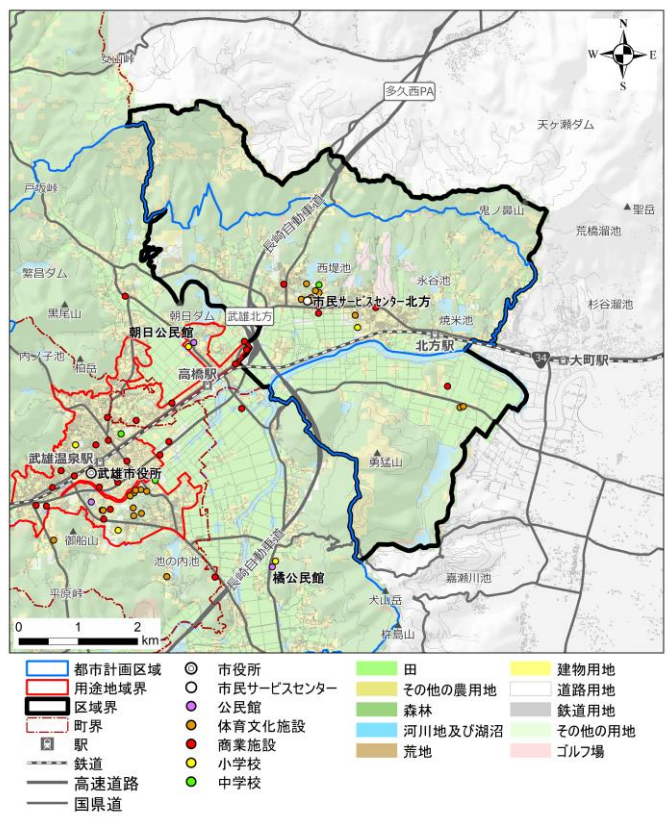 女山峠
N
W E
S
多久西PA
天ヶ瀬ダム
戸坂峠
鬼ノ鼻山
聖岳
荒橋溜池
長崎自動車道
繁昌ダム
西堤池
永谷池
杉谷溜池
市民サービスセンター北方
黒尾山
朝日ダム
武雄北方
焼米池
朝日公民館
内ノ子池
柏岳
北方駅
34
大町駅
高橋駅
武雄温泉駅
武雄市役所
勇猛山
御船山
池の内池
長崎自動車道
橘公民館
嘉瀬川池
平原峠
犬山岳
杵島山
0 1 2
km
都市計画区域
用途地域界
区域界
町界
駅
鉄道
高速道路
国県道
市役所
市民サービスセンター
公民館
体育文化施設
商業施設
小学校
中学校
田
その他の農用地
森林
河川地及び湖沼
荒地
建物用地
道路用地
鉄道用地
その他の用地
ゴルフ場